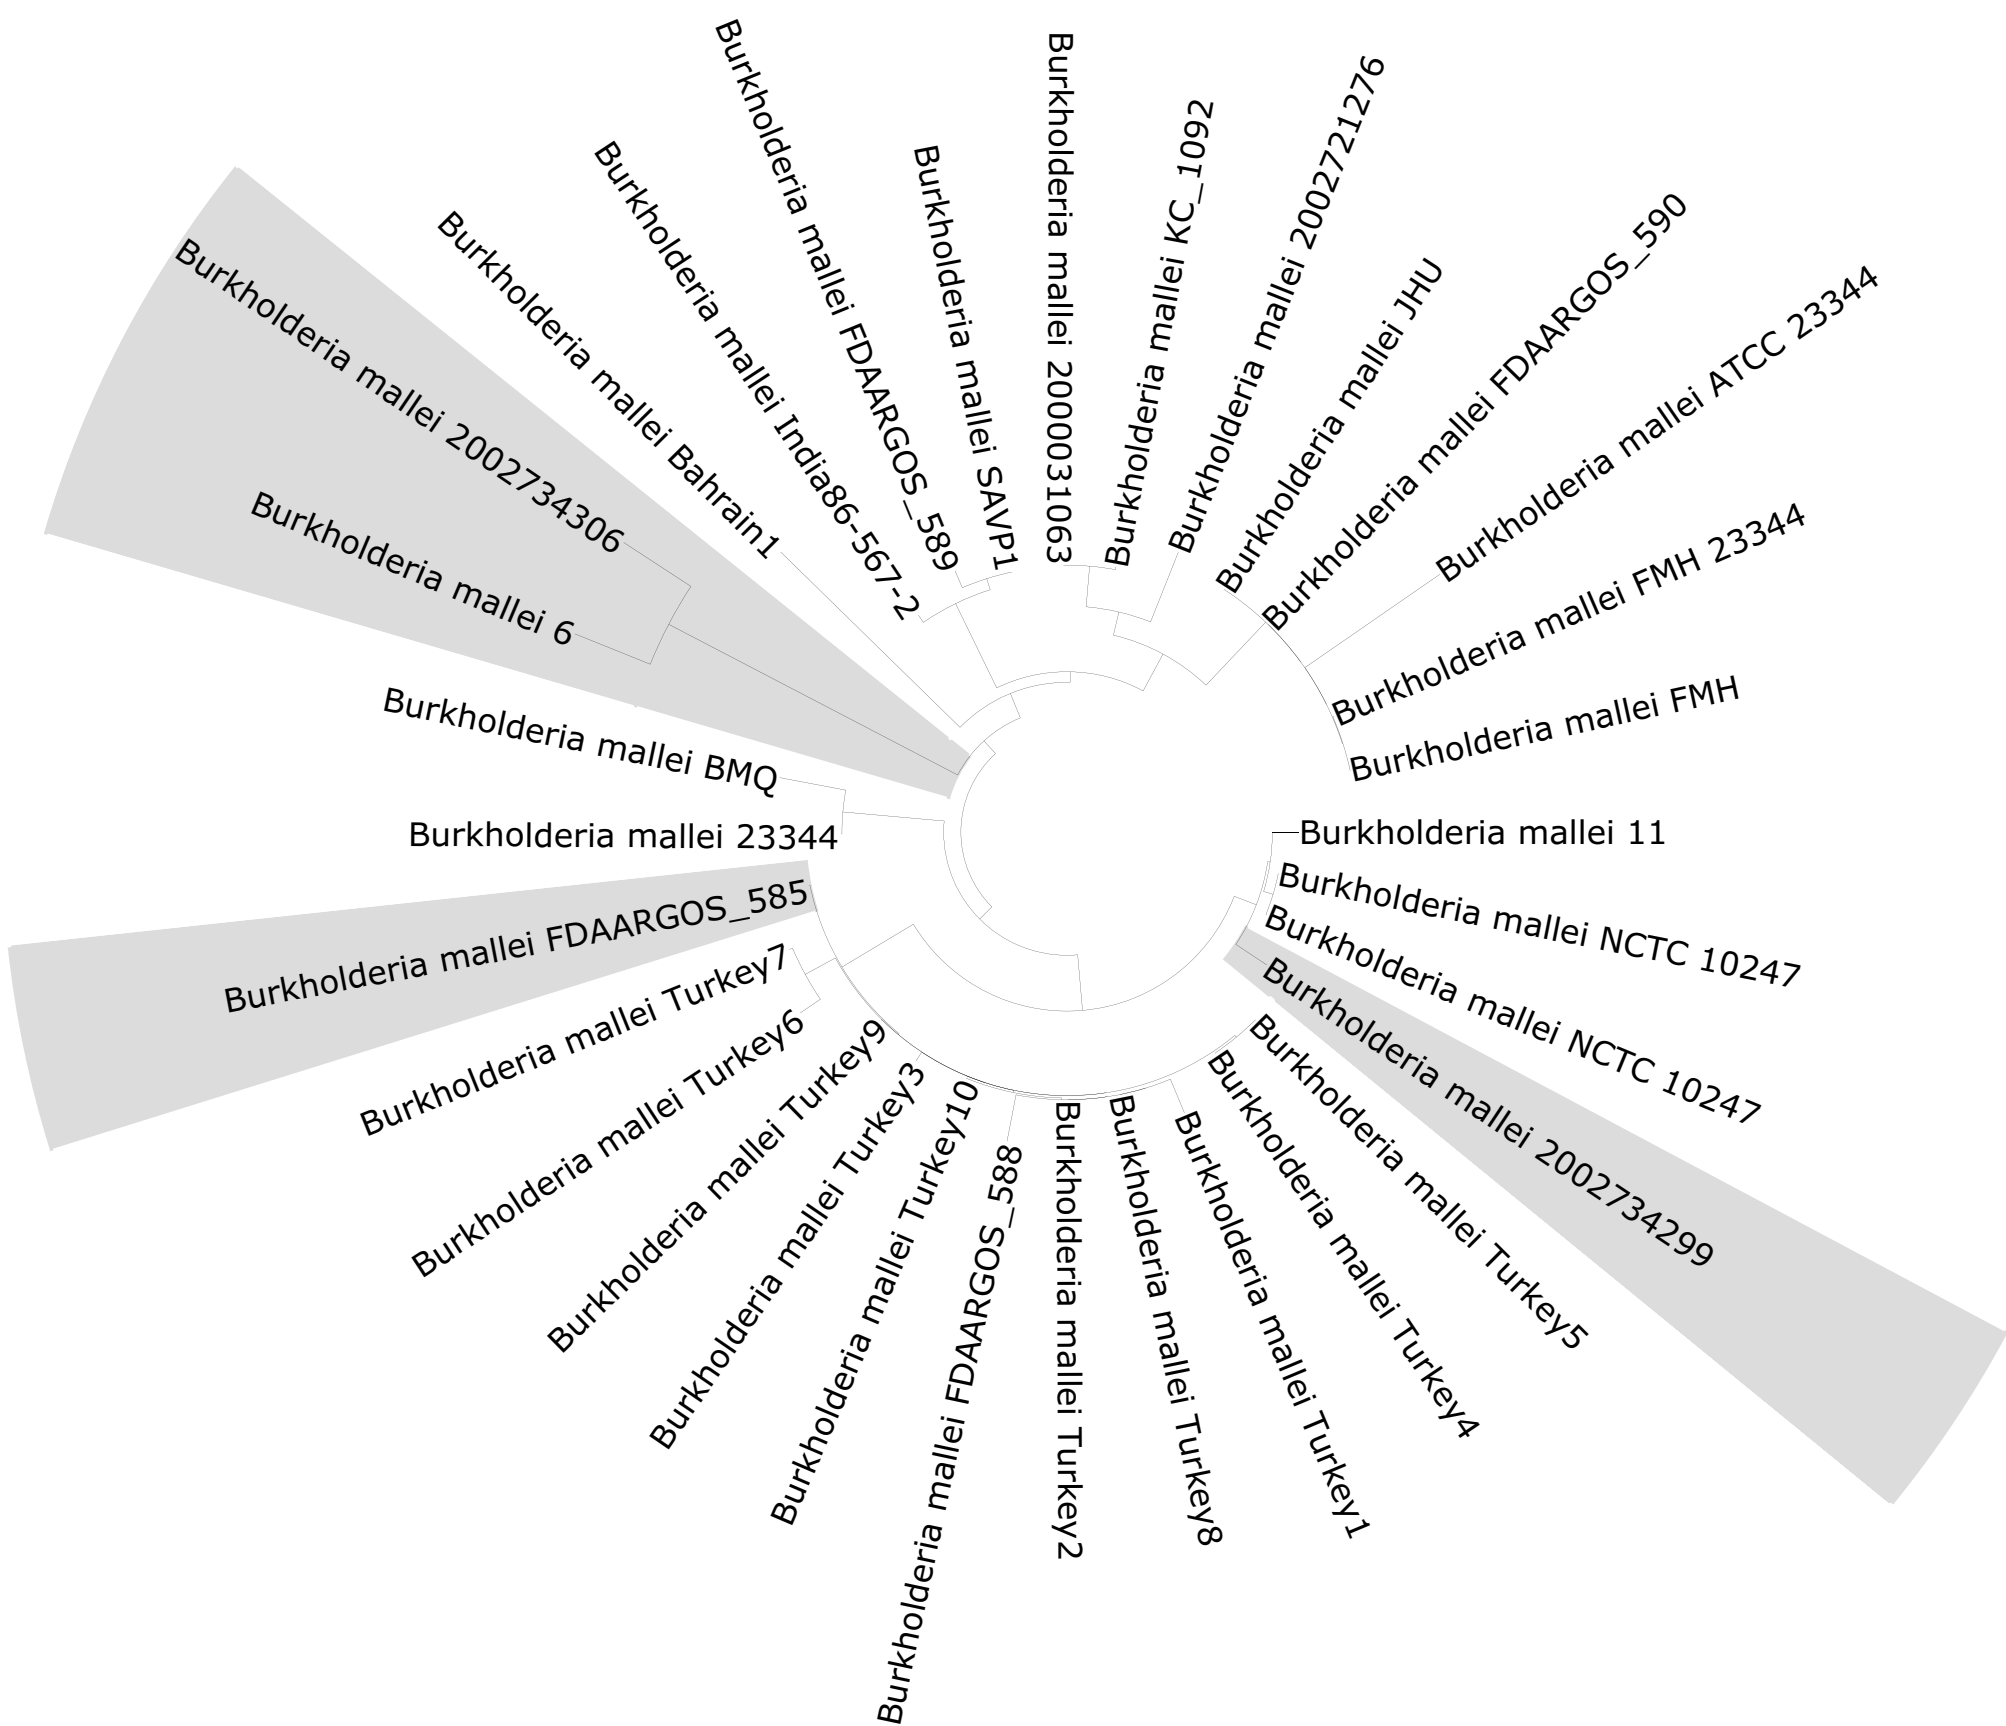 Burkholderia mallei FDAARGOS_589
Burkholderia mallei SAVP1
Burkholderia mallei 2000031063
Burkholderia mallei KC_1092
Burkholderia mallei 2002721276
Burkholderia mallei JHU
Burkholderia mallei FDAARGOS_590
Burkholderia mallei ATCC 23344
Burkholderia mallei FMH 23344
Burkholderia mallei FMH
Burkholderia mallei 11
Burkholderia mallei NCTC 10247
Burkholderia mallei NCTC 10247
Burkholderia mallei 2002734299
Burkholderia mallei Turkey5
Burkholderia mallei Turkey4
Burkholderia mallei Turkey1
Burkholderia mallei Turkey8
Burkholderia mallei Turkey2
Burkholderia mallei FDAARGOS_588
Burkholderia mallei Turkey10
Burkholderia mallei Turkey3
Burkholderia mallei Turkey9
Burkholderia mallei Turkey6
Burkholderia mallei Turkey7
Burkholderia mallei FDAARGOS_585
Burkholderia mallei 23344
Burkholderia mallei BMQ
Burkholderia mallei 6
Burkholderia mallei 2002734306
Burkholderia mallei Bahrain1
Burkholderia mallei India86-567-2